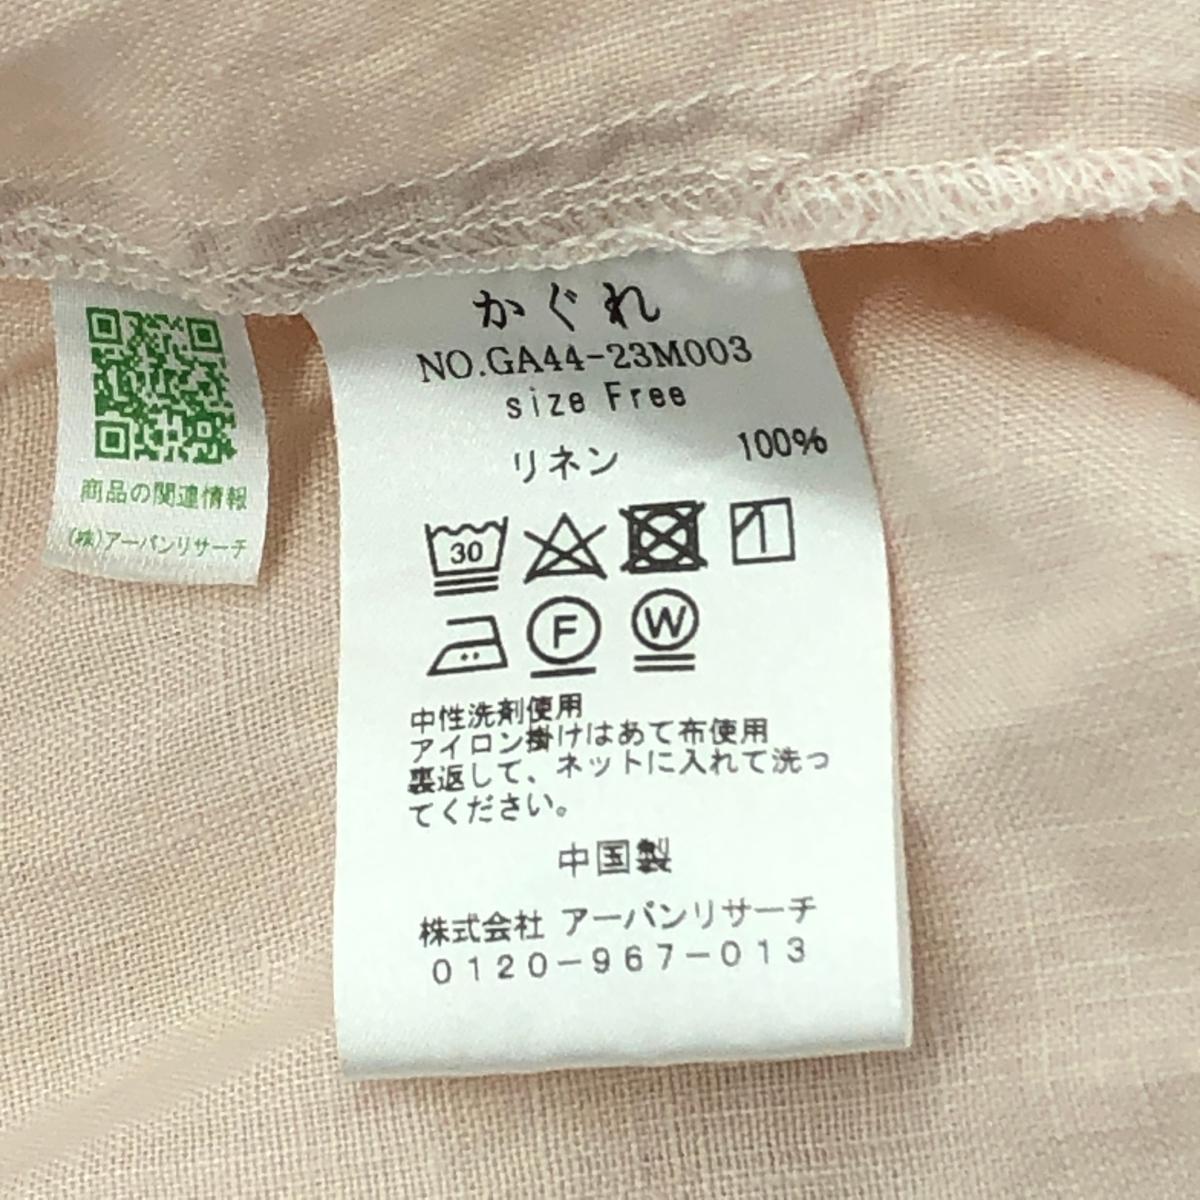 かぐれ
NO.GA44-23M003
size Free
リネン 100%
30
F W
中性洗剤使用
アイロン掛けはあて布使用
裏返して、ネットに入れて洗っ
てください。
中国製
株式会社 アーバンリサーチ
0120-967-013
商品の関連情報
(株)アーバンリサーチ